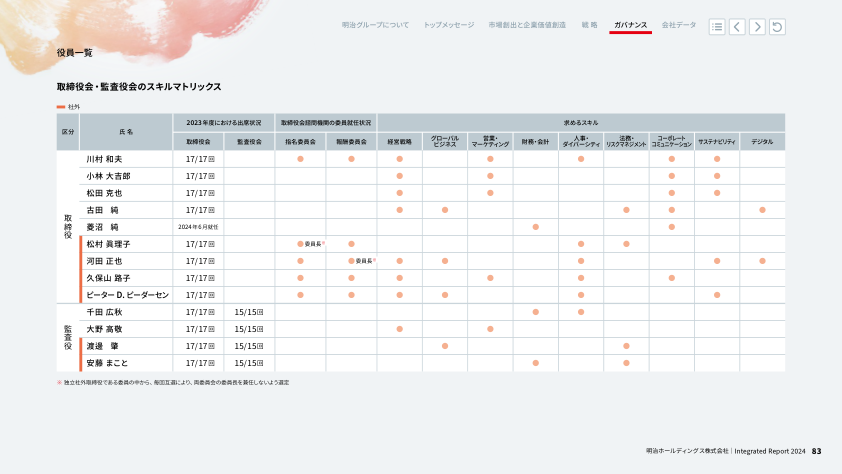 明治グループについて トップメッセージ 市場創出と企業価値創造 戦 略 ガバナンス 会社データ
役員一覧
取締役会・監査役会のスキルマトリックス
社外
区分 氏 名 2023年度における出席状況 取締役会諮問機関の委員就任状況 求めるスキル
取締役会 監査役会 指名委員会 報酬委員会 経営戦略 グローバルビジネス 営業・マーケティング 財務・会計 人事・ダイバーシティ 法務・リスクマネジメント コーポレートコミュニケーション サステナビリティ デジタル
取締役
川村 和夫 17/17回 ● ● ● ● ● ● ●
小林 大吉郎 17/17回 ● ● ● ●
松田 克也 17/17回 ● ● ● ●
古田 純 17/17回 ● ● ● ● ●
菱沼 純 2024年6月就任 ● ●
松村 眞理子 17/17回 ●委員長※ ● ● ●
河田 正也 17/17回 ● ●委員長※ ● ● ● ● ●
久保山 路子 17/17回 ● ● ● ● ● ●
ピーター D. ピーダーセン 17/17回 ● ● ● ● ● ●
監査役
千田 広秋 17/17回 15/15回 ● ●
大野 高敬 17/17回 15/15回 ● ●
渡邊 肇 17/17回 15/15回 ● ●
安藤 まこと 17/17回 15/15回 ● ●
※ 独立社外取締役である委員の中から、毎回互選により、両委員会の委員長を兼任しないよう選定
明治ホールディングス株式会社 | Integrated Report 2024 83